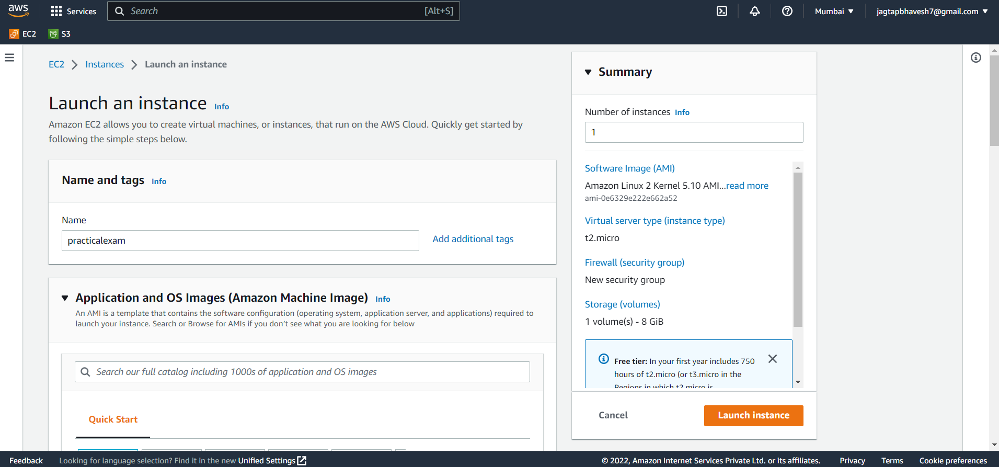 aws
Services
Search
[Alt+S]
Mumbai
jagtapbhavesh7@gmail.com
EC2
S3
EC2
Instances
Launch an instance
Launch an instance Info
Amazon EC2 allows you to create virtual machines, or instances, that run on the AWS Cloud. Quickly get started by
following the simple steps below.
Name and tags Info
Name
practicalexam
Add additional tags
Application and OS Images (Amazon Machine Image) Info
An AMI is a template that contains the software configuration (operating system, application server, and applications) required to
launch your instance. Search or Browse for AMIs if you don't see what you are looking for below
Search our full catalog including 1000s of application and OS images
Quick Start
Summary
Number of instances Info
1
Software Image (AMI)
Amazon Linux 2 Kernel 5.10 AMI...read more
ami-0e6329e222e662a52
Virtual server type (instance type)
t2.micro
Firewall (security group)
New security group
Storage (volumes)
1 volume(s) - 8 GiB
Free tier: In your first year includes 750
hours of t2.micro (or t3.micro in the
Regions in which t2.micro is
Cancel
Launch instance
Feedback
Looking for language selection? Find it in the new Unified Settings
© 2022, Amazon Internet Services Private Ltd. or its affiliates.
Privacy
Terms
Cookie preferences